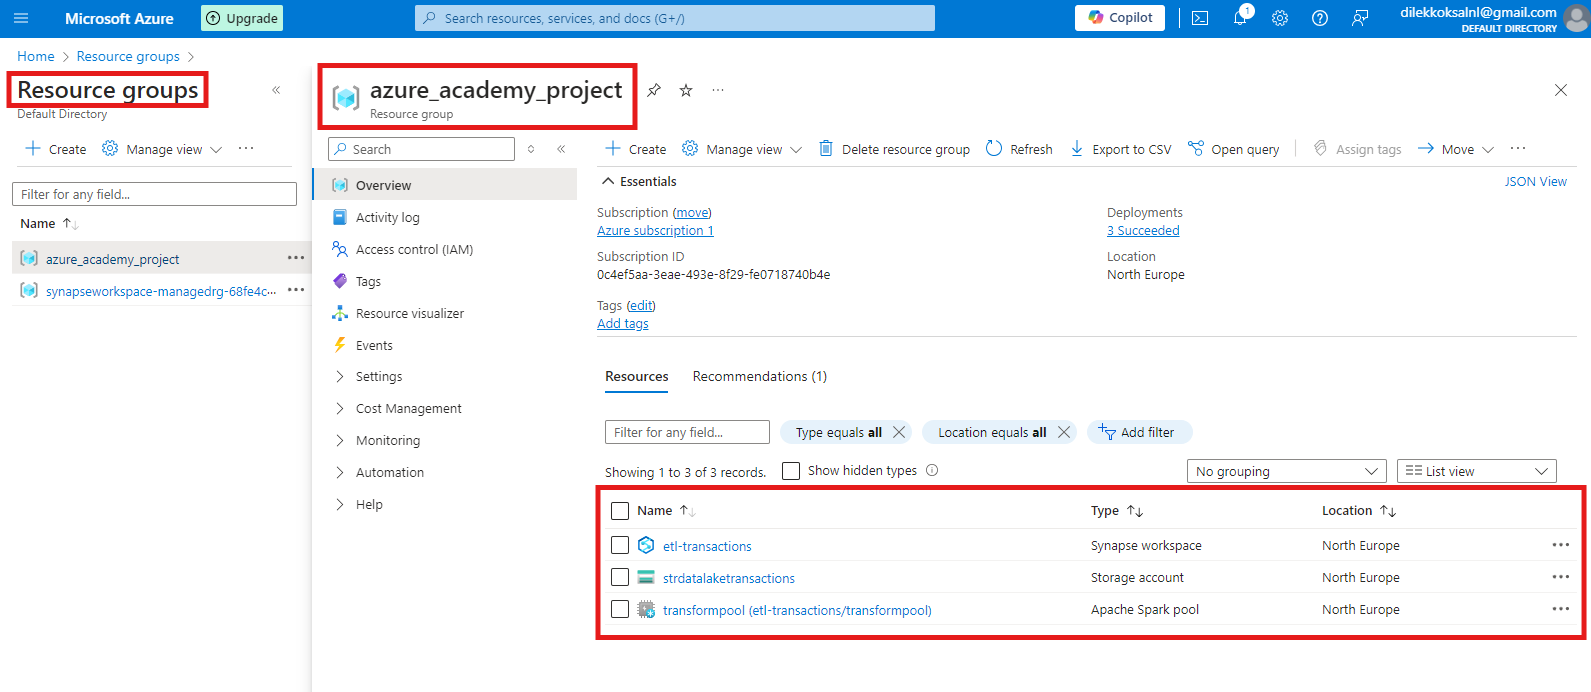 Microsoft Azure
Upgrade
Search resources, services, and docs (G+/)
Copilot
1
dilekkoksalnl@gmail.com
DEFAULT DIRECTORY
Home > Resource groups >
Resource groups
Default Directory
Create
Manage view
Filter for any field...
Name
azure_academy_project
synapseworkspace-managedrg-68fe4c...
azure_academy_project
Resource group
Search
Overview
Activity log
Access control (IAM)
Tags
Resource visualizer
Events
Settings
Cost Management
Monitoring
Automation
Help
Create
Manage view
Delete resource group
Refresh
Export to CSV
Open query
Assign tags
Move
Essentials
JSON View
Subscription (move)
Azure subscription 1
Subscription ID
0c4ef5aa-3eae-493e-8f29-fe0718740b4e
Tags (edit)
Add tags
Deployments
3 Succeeded
Location
North Europe
Resources
Recommendations (1)
Filter for any field...
Type equals all
Location equals all
Add filter
Showing 1 to 3 of 3 records.
Show hidden types
No grouping
List view
Name Type Location
etl-transactions Synapse workspace North Europe
strdatalaketransactions Storage account North Europe
transformpool (etl-transactions/transformpool) Apache Spark pool North Europe